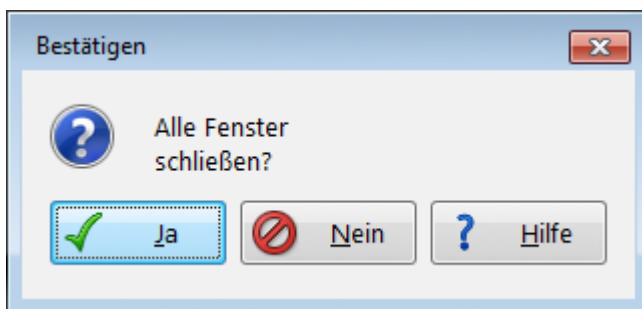 Bestätigen
Alle Fenster
schließen?
Ja
Nein
Hilfe